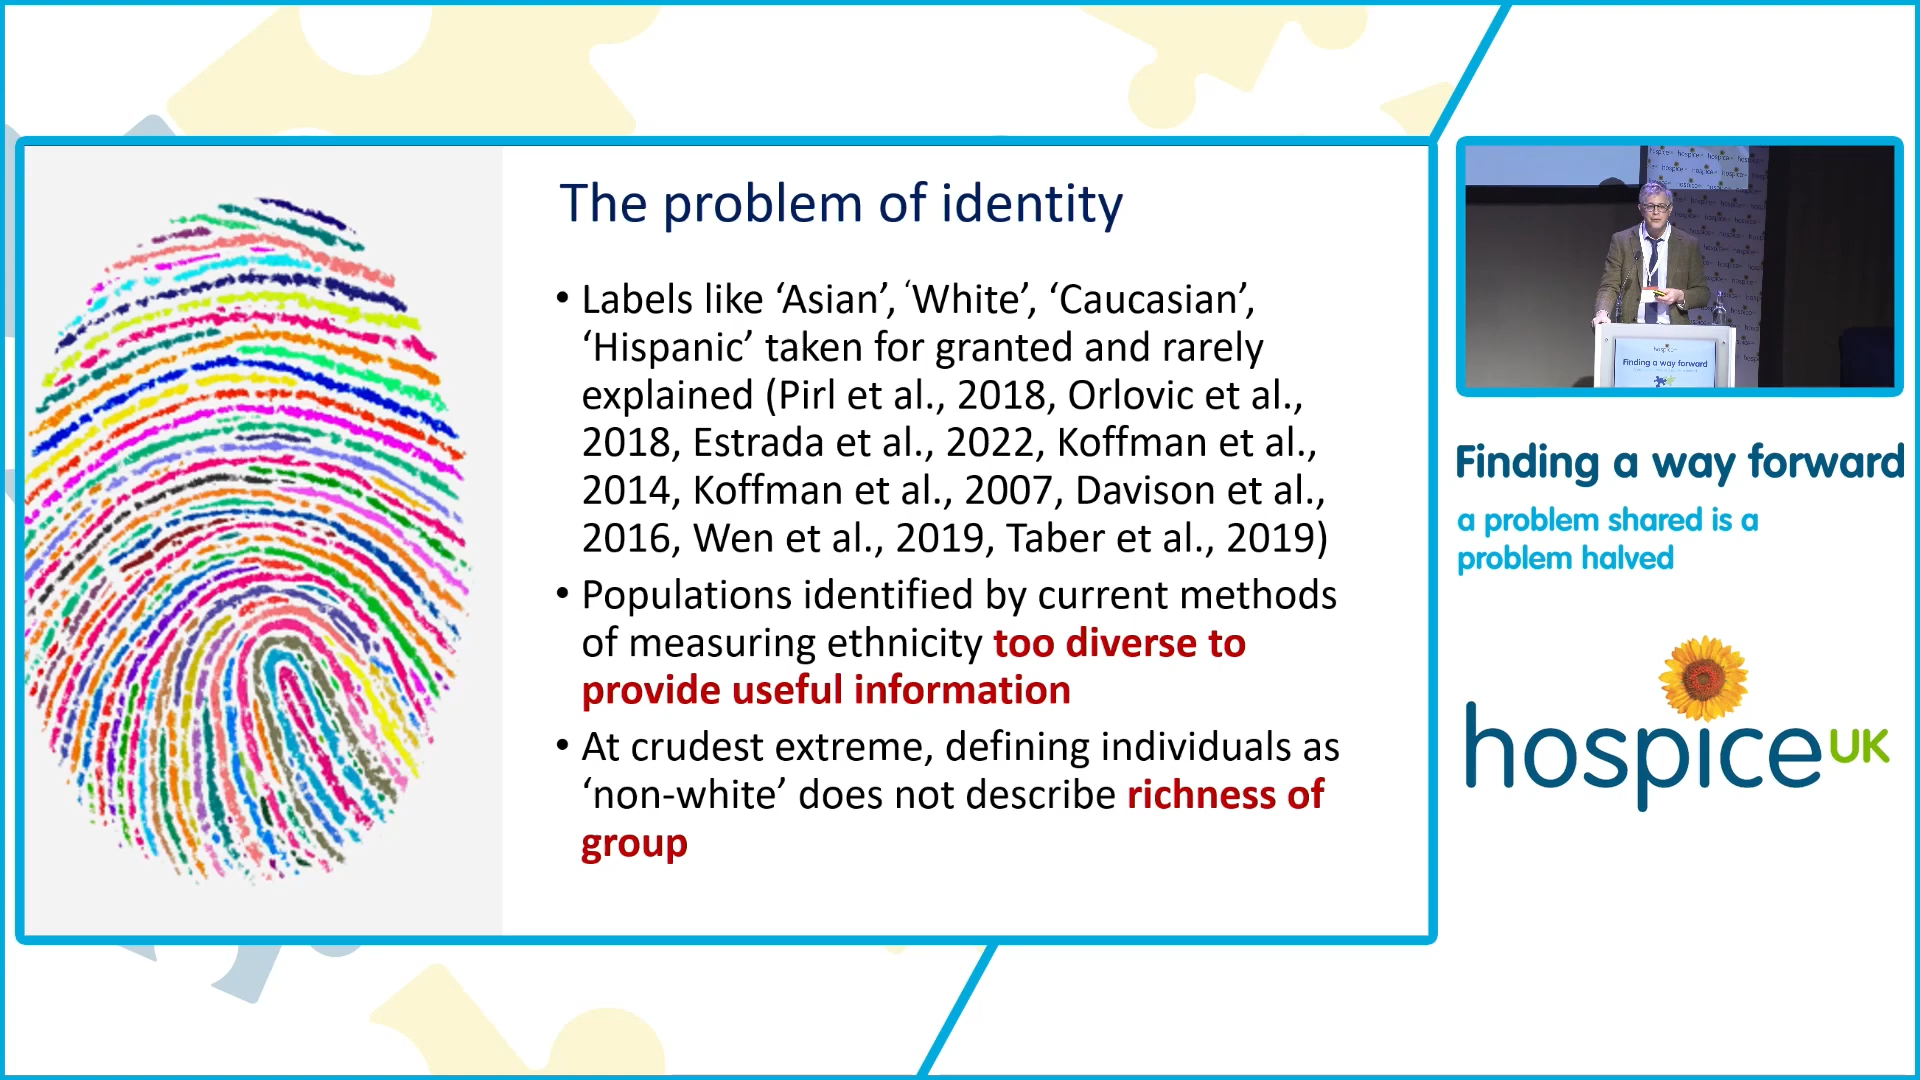 The problem of identity
• Labels like ‘Asian’, ‘White’, ‘Caucasian’,
‘Hispanic’ taken for granted and rarely
explained (Pirl et al., 2018, Orlovic et al.,
2018, Estrada et al., 2022, Koffman et al.,
2014, Koffman et al., 2007, Davison et al.,
2016, Wen et al., 2019, Taber et al., 2019)
• Populations identified by current methods
of measuring ethnicity too diverse to
provide useful information
• At crudest extreme, defining individuals as
‘non-white’ does not describe richness of
group
hospice
Finding a way forward
Finding a way forward
a problem shared is a
problem halved
hospice UK